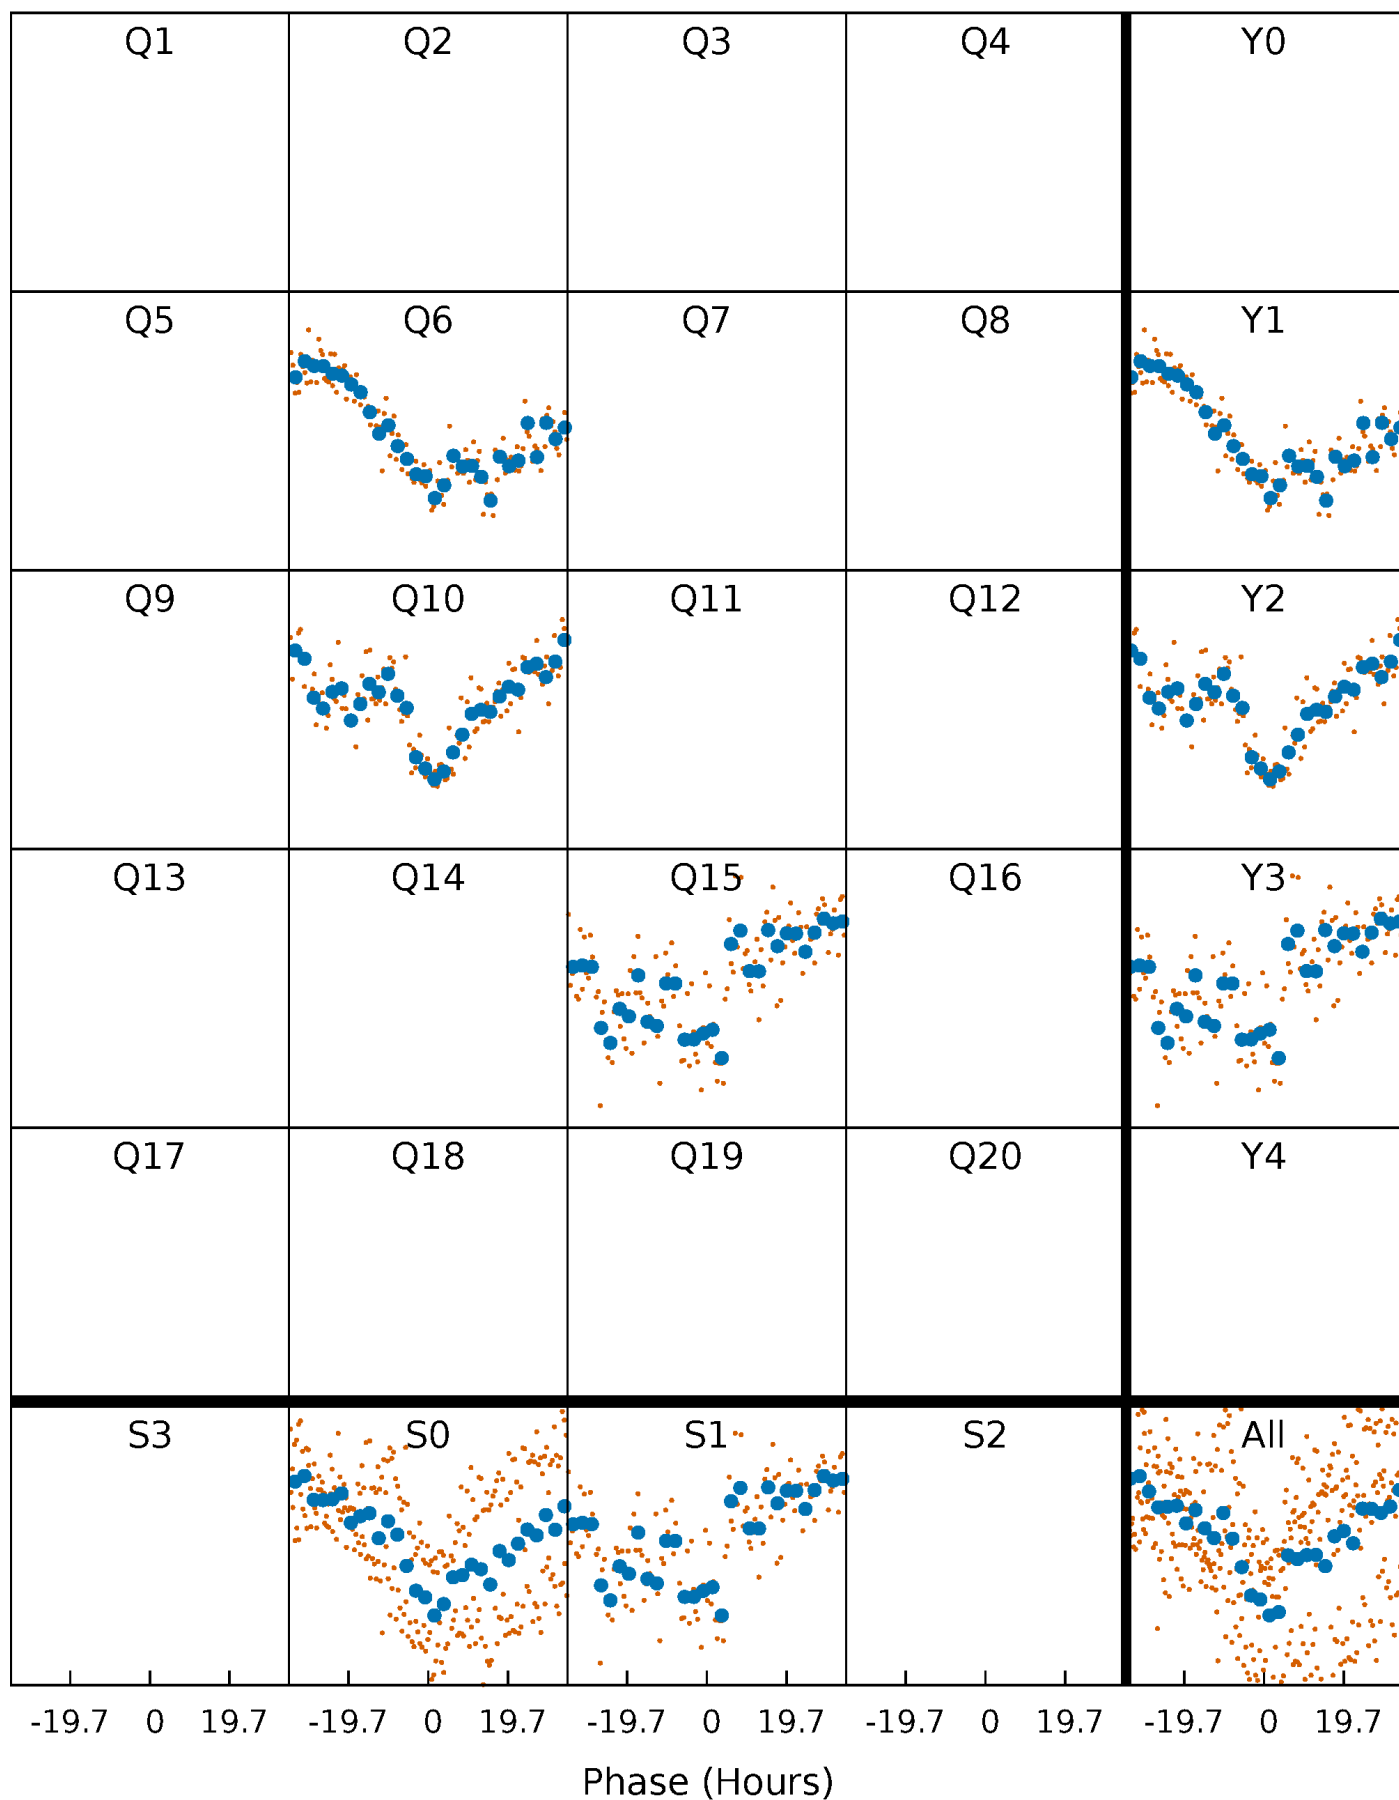 Q1 Q2 Q3 Q4 Y0
Q5 Q6 Q7 Q8 Y1
Q9 Q10 Q11 Q12 Y2
Q13 Q14 Q15 Q16 Y3
Q17 Q18 Q19 Q20 Y4
S3 S0 S1 S2 All
-19.7 0 19.7 -19.7 0 19.7 -19.7 0 19.7 -19.7 0 19.7 -19.7 0 19.7
Phase (Hours)